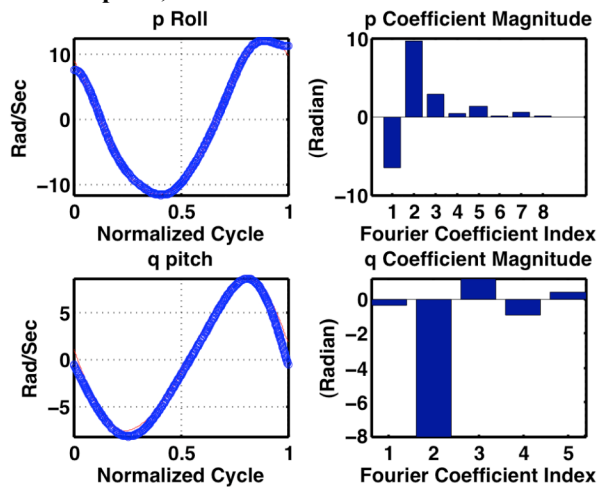 p Roll
10
0
−10
Rad/Sec
0
0.5
1
Normalized Cycle
p Coefficient Magnitude
10
0
−10
(Radian)
1 2 3 4 5 6 7 8
Fourier Coefficient Index
q pitch
5
0
−5
Rad/Sec
0
0.5
1
Normalized Cycle
q Coefficient Magnitude
0
−2
−4
−6
−8
(Radian)
1 2 3 4 5
Fourier Coefficient Index